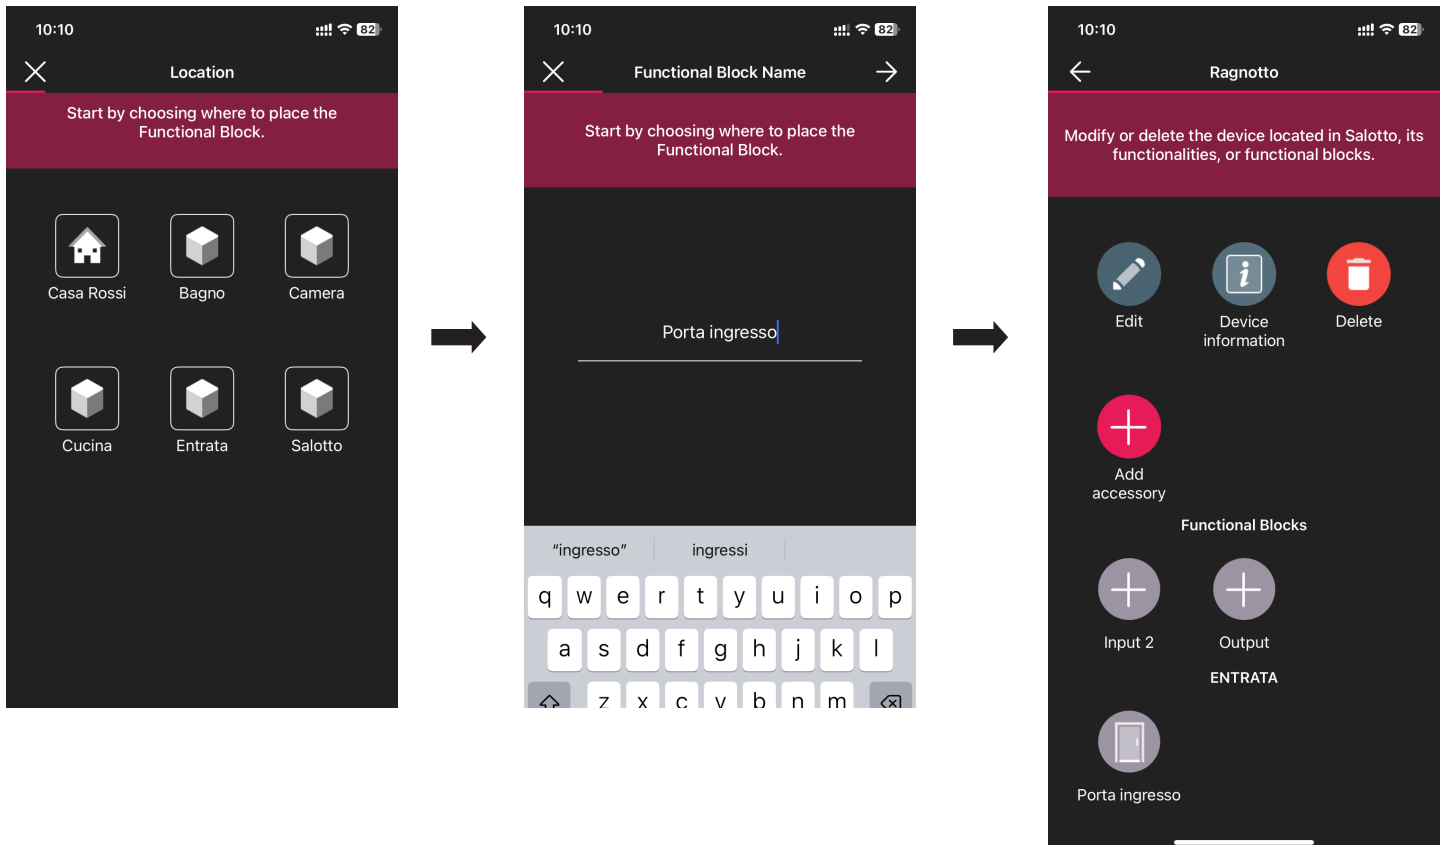 10:10
82
Location
Start by choosing where to place the
Functional Block.
Casa Rossi
Bagno
Camera
Cucina
Entrata
Salotto
10:10
82
Functional Block Name
Start by choosing where to place the
Functional Block.
Porta ingresso
“ingresso”
ingressi
q w e r t y u i o p
a s d f g h j k l
z x c v b n m
10:10
82
Ragnotto
Modify or delete the device located in Salotto, its
functionalities, or functional blocks.
Edit
Device
information
Delete
Add
accessory
Functional Blocks
Input 2
Output
ENTRATA
Porta ingresso